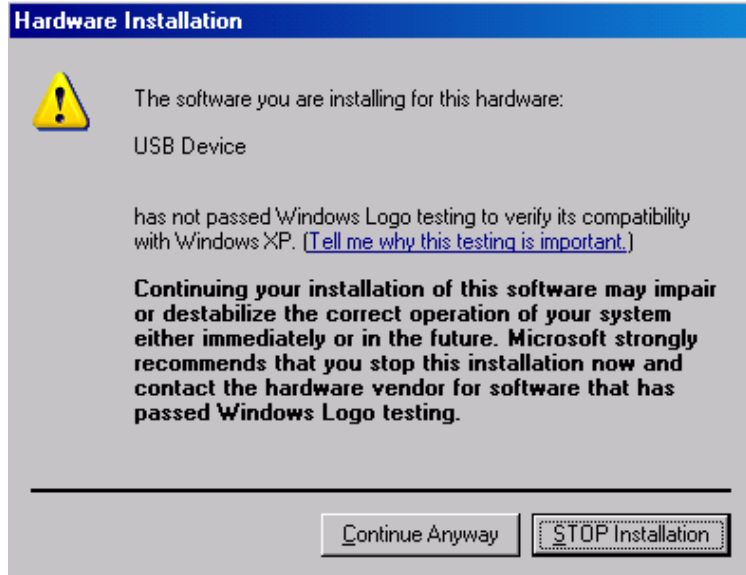 Hardware Installation
The software you are installing for this hardware:
USB Device
has not passed Windows Logo testing to verify its compatibility
with Windows XP. (Tell me why this testing is important.)
Continuing your installation of this software may impair
or destabilize the correct operation of your system
either immediately or in the future. Microsoft strongly
recommends that you stop this installation now and
contact the hardware vendor for software that has
passed Windows Logo testing.
Continue Anyway STOP Installation